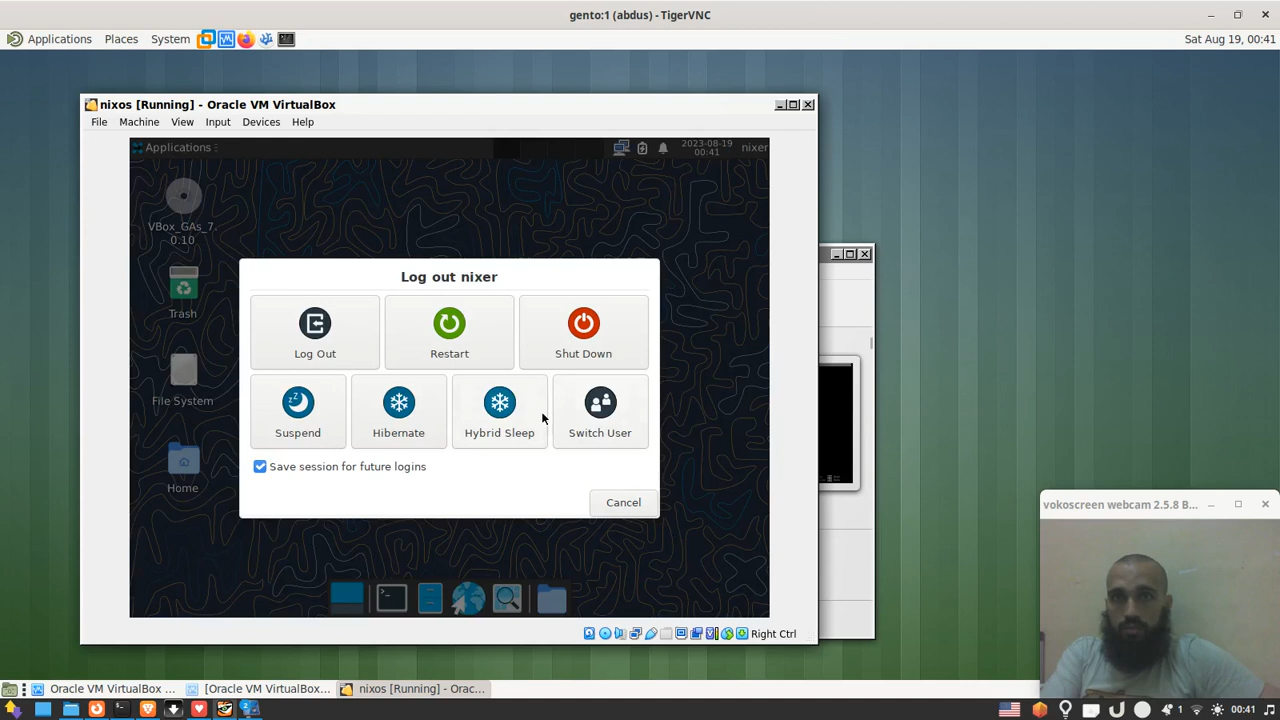 gento:1 (abdus) - TigerVNC
Applications Places System
Sat Aug 19, 00:41
nixos [Running] - Oracle VM VirtualBox
File Machine View Input Devices Help
Applications
2023-08-19
00:41
nixer
VBox_GAs_7.
0.10
Trash
File System
Home
Log out nixer
Log Out
Restart
Shut Down
Suspend
Hibernate
Hybrid Sleep
Switch User
Save session for future logins
Cancel
Right Ctrl
vokoscreen webcam 2.5.8 B...
Oracle VM VirtualBox ...
[Oracle VM VirtualBox...
nixos [Running] - Orac...
1
00:41